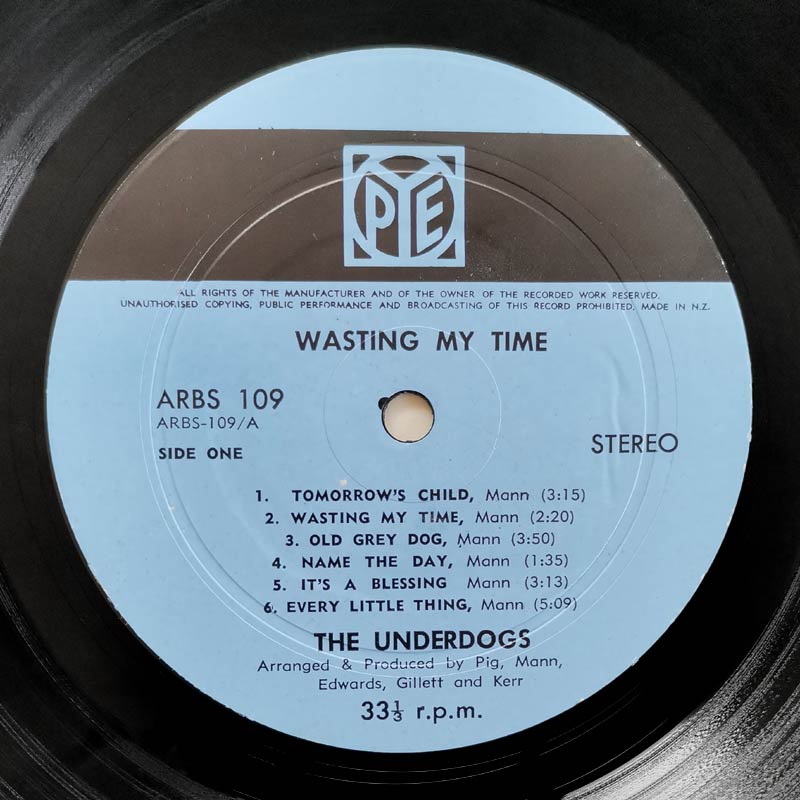 PYE
ALL RIGHTS OF THE MANUFACTURER AND OF THE OWNER OF THE RECORDED WORK RESERVED.
UNAUTHORISED COPYING, PUBLIC PERFORMANCE AND BROADCASTING OF THIS RECORD PROHIBITED, MADE IN N.Z.
WASTING MY TIME
ARBS 109
ARBS-109/A
SIDE ONE
STEREO
1. TOMORROW'S CHILD, Mann (3:15)
2. WASTING MY TIME, Mann (2:20)
3. OLD GREY DOG, Mann (3:50)
4. NAME THE DAY, Mann (1:35)
5. IT'S A BLESSING Mann (3:13)
6. EVERY LITTLE THING, Mann (5:09)
THE UNDERDOGS
Arranged & Produced by Pig, Mann,
Edwards, Gillett and Kerr
33⅓ r.p.m.